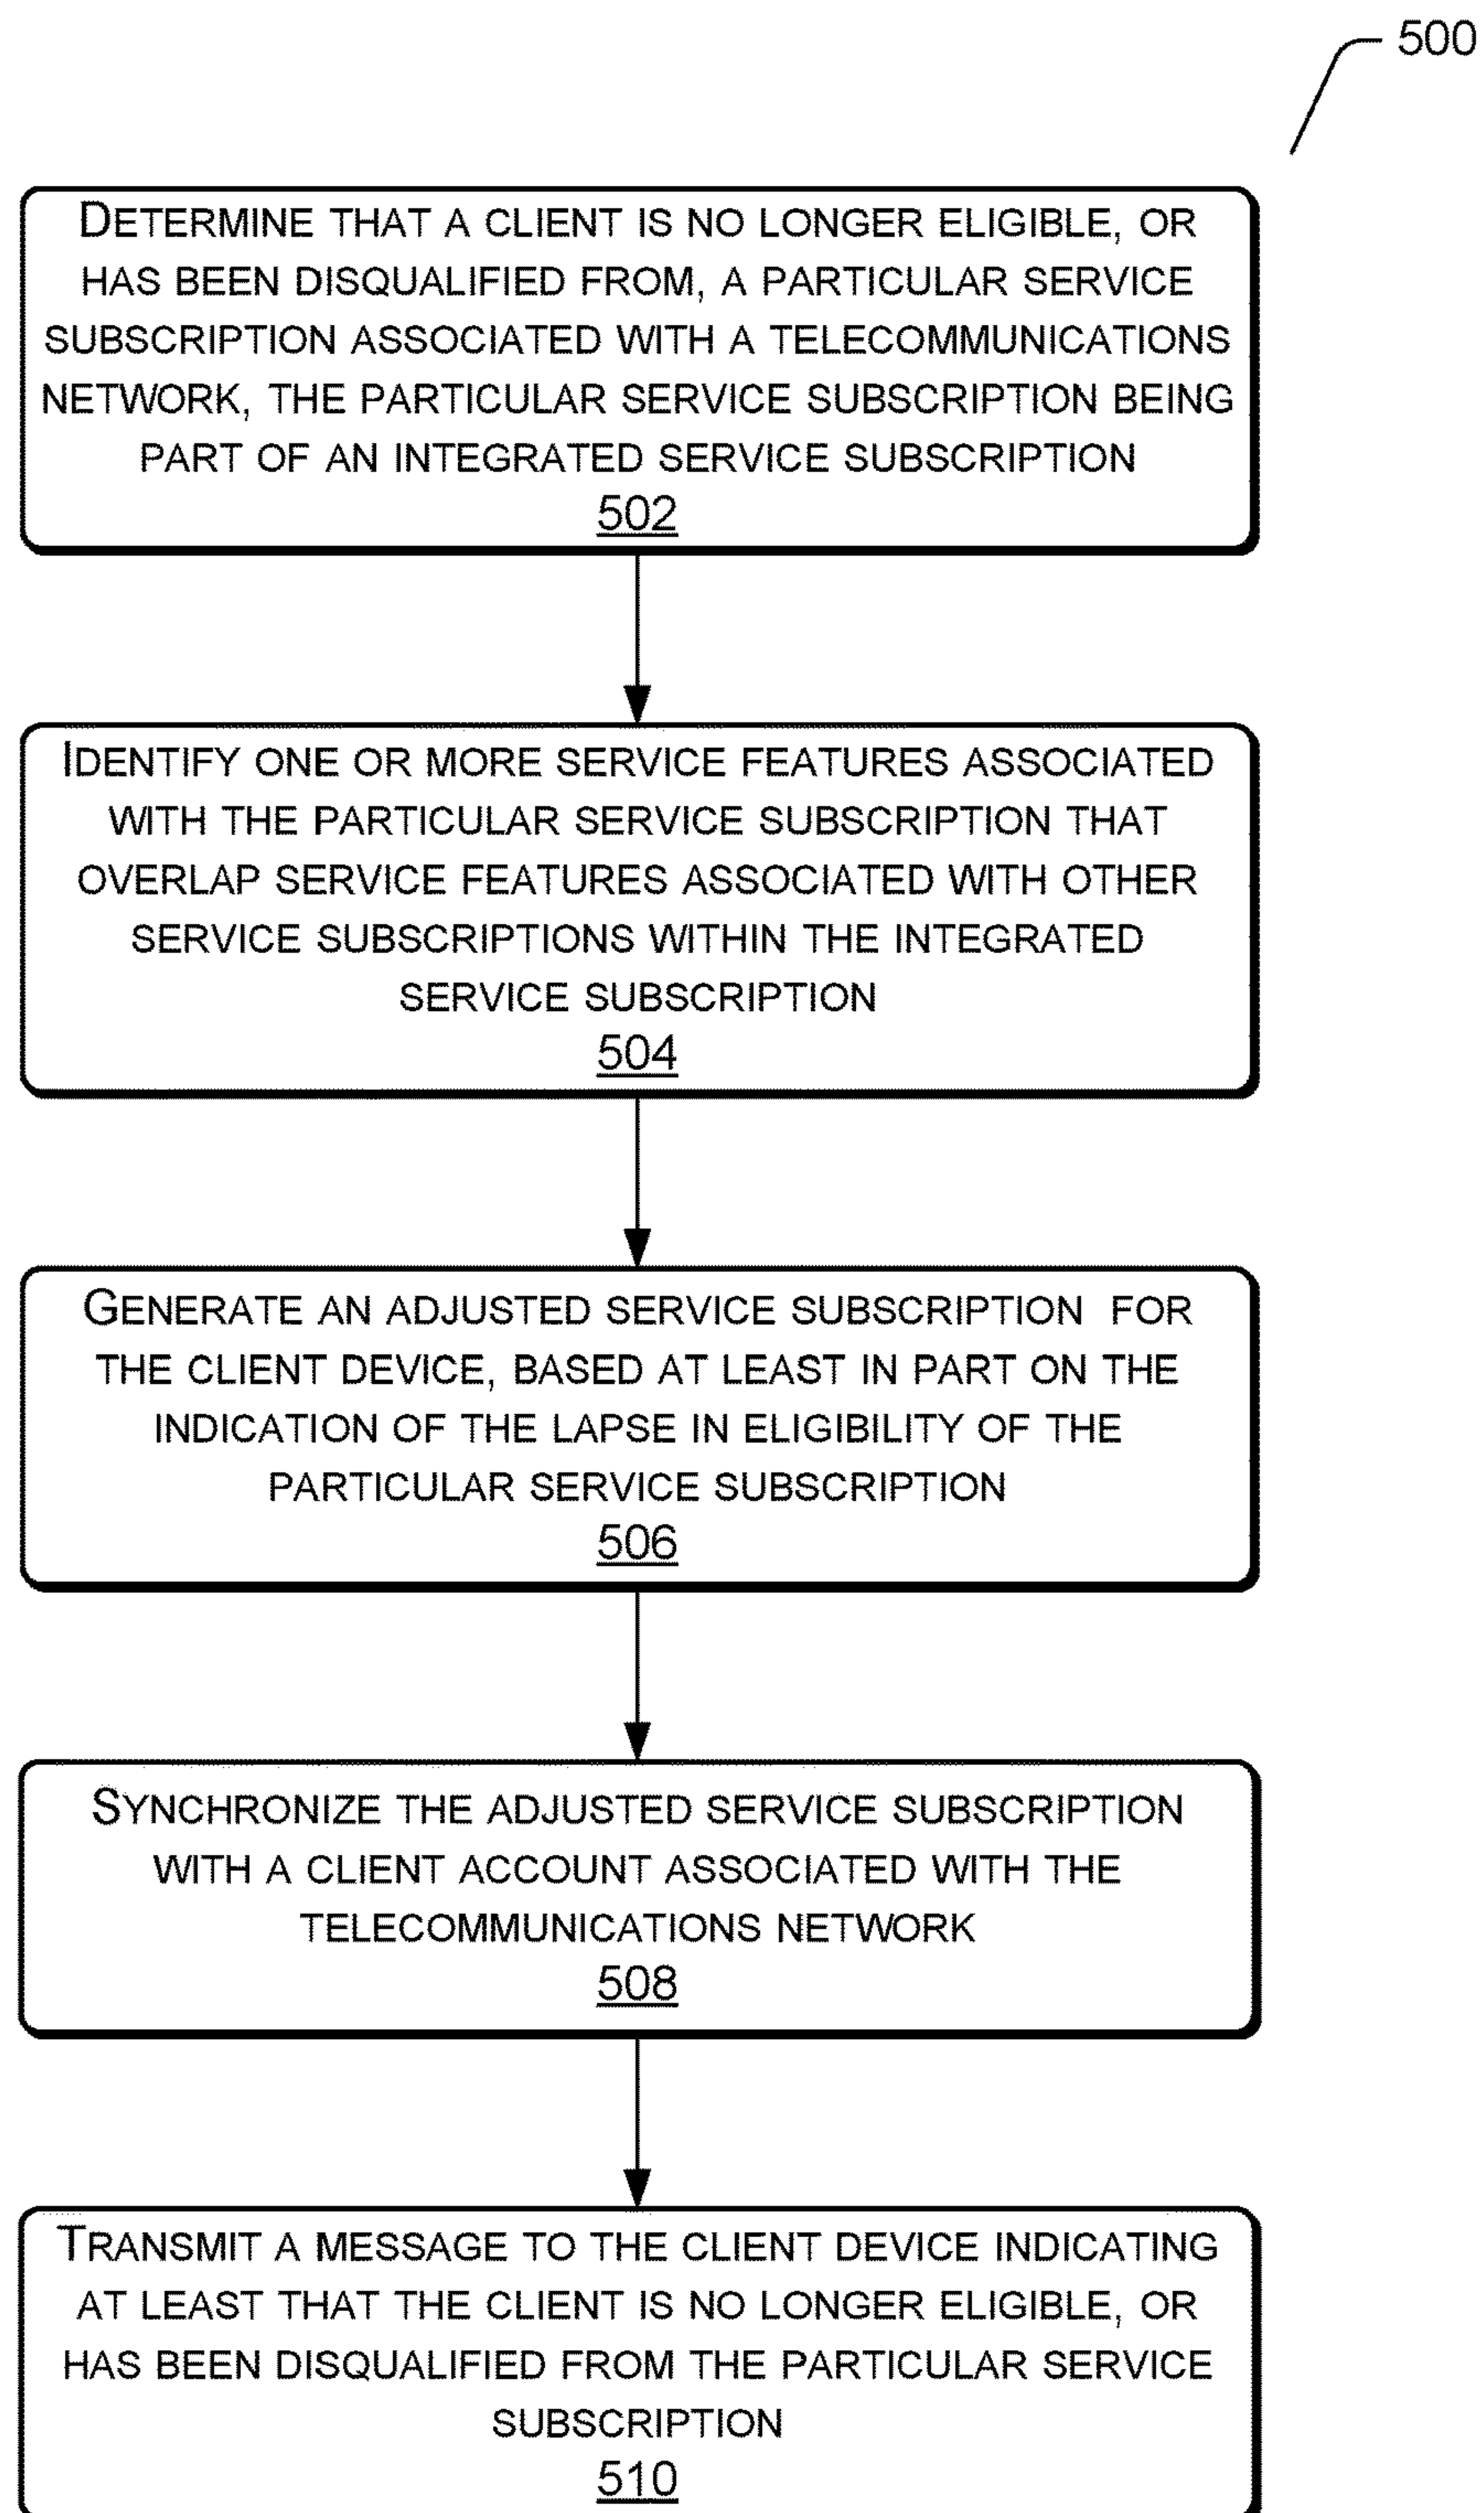 500
DETERMINE THAT A CLIENT IS NO LONGER ELIGIBLE, OR
HAS BEEN DISQUALIFIED FROM, A PARTICULAR SERVICE
SUBSCRIPTION ASSOCIATED WITH A TELECOMMUNICATIONS
NETWORK, THE PARTICULAR SERVICE SUBSCRIPTION BEING
PART OF AN INTEGRATED SERVICE SUBSCRIPTION
502
IDENTIFY ONE OR MORE SERVICE FEATURES ASSOCIATED
WITH THE PARTICULAR SERVICE SUBSCRIPTION THAT
OVERLAP SERVICE FEATURES ASSOCIATED WITH OTHER
SERVICE SUBSCRIPTIONS WITHIN THE INTEGRATED
SERVICE SUBSCRIPTION
504
GENERATE AN ADJUSTED SERVICE SUBSCRIPTION FOR
THE CLIENT DEVICE, BASED AT LEAST IN PART ON THE
INDICATION OF THE LAPSE IN ELIGIBILITY OF THE
PARTICULAR SERVICE SUBSCRIPTION
506
SYNCHRONIZE THE ADJUSTED SERVICE SUBSCRIPTION
WITH A CLIENT ACCOUNT ASSOCIATED WITH THE
TELECOMMUNICATIONS NETWORK
508
TRANSMIT A MESSAGE TO THE CLIENT DEVICE INDICATING
AT LEAST THAT THE CLIENT IS NO LONGER ELIGIBLE, OR
HAS BEEN DISQUALIFIED FROM THE PARTICULAR SERVICE
SUBSCRIPTION
510